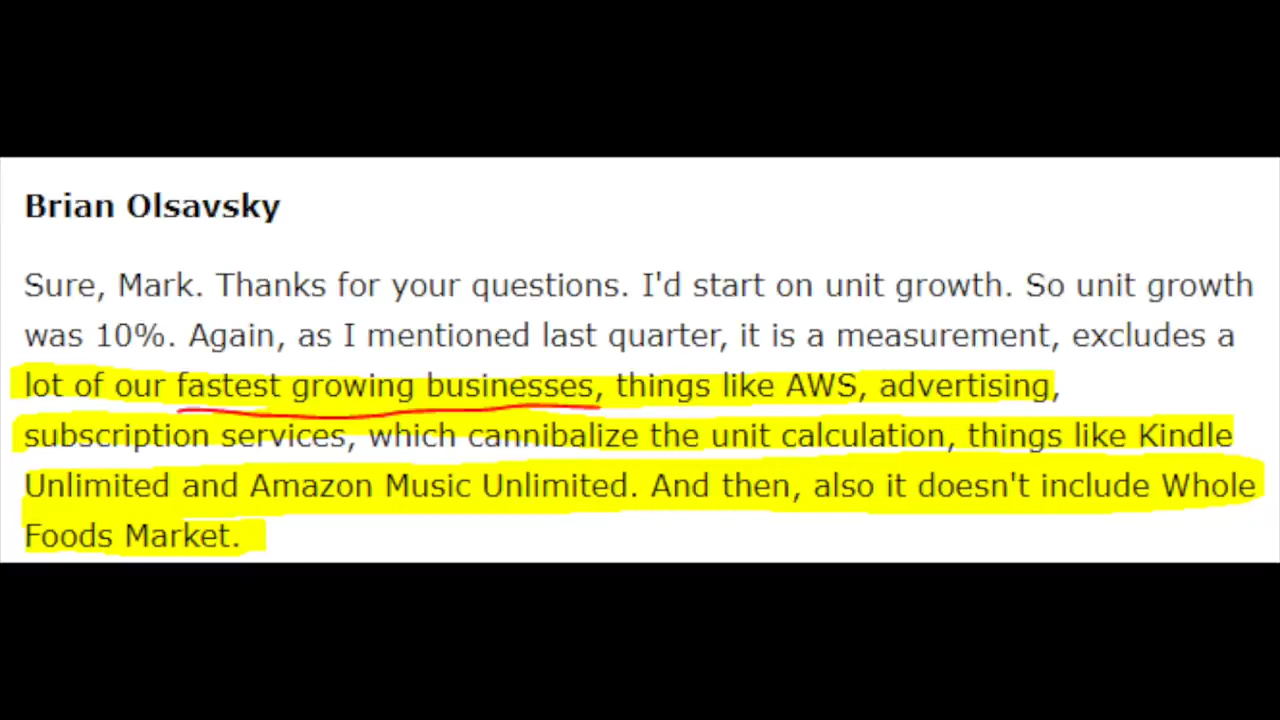 Brian Olsavsky
Sure, Mark. Thanks for your questions. I'd start on unit growth. So unit growth
was 10%. Again, as I mentioned last quarter, it is a measurement, excludes a
lot of our fastest growing businesses, things like AWS, advertising,
subscription services, which cannibalize the unit calculation, things like Kindle
Unlimited and Amazon Music Unlimited. And then, also it doesn't include Whole
Foods Market.